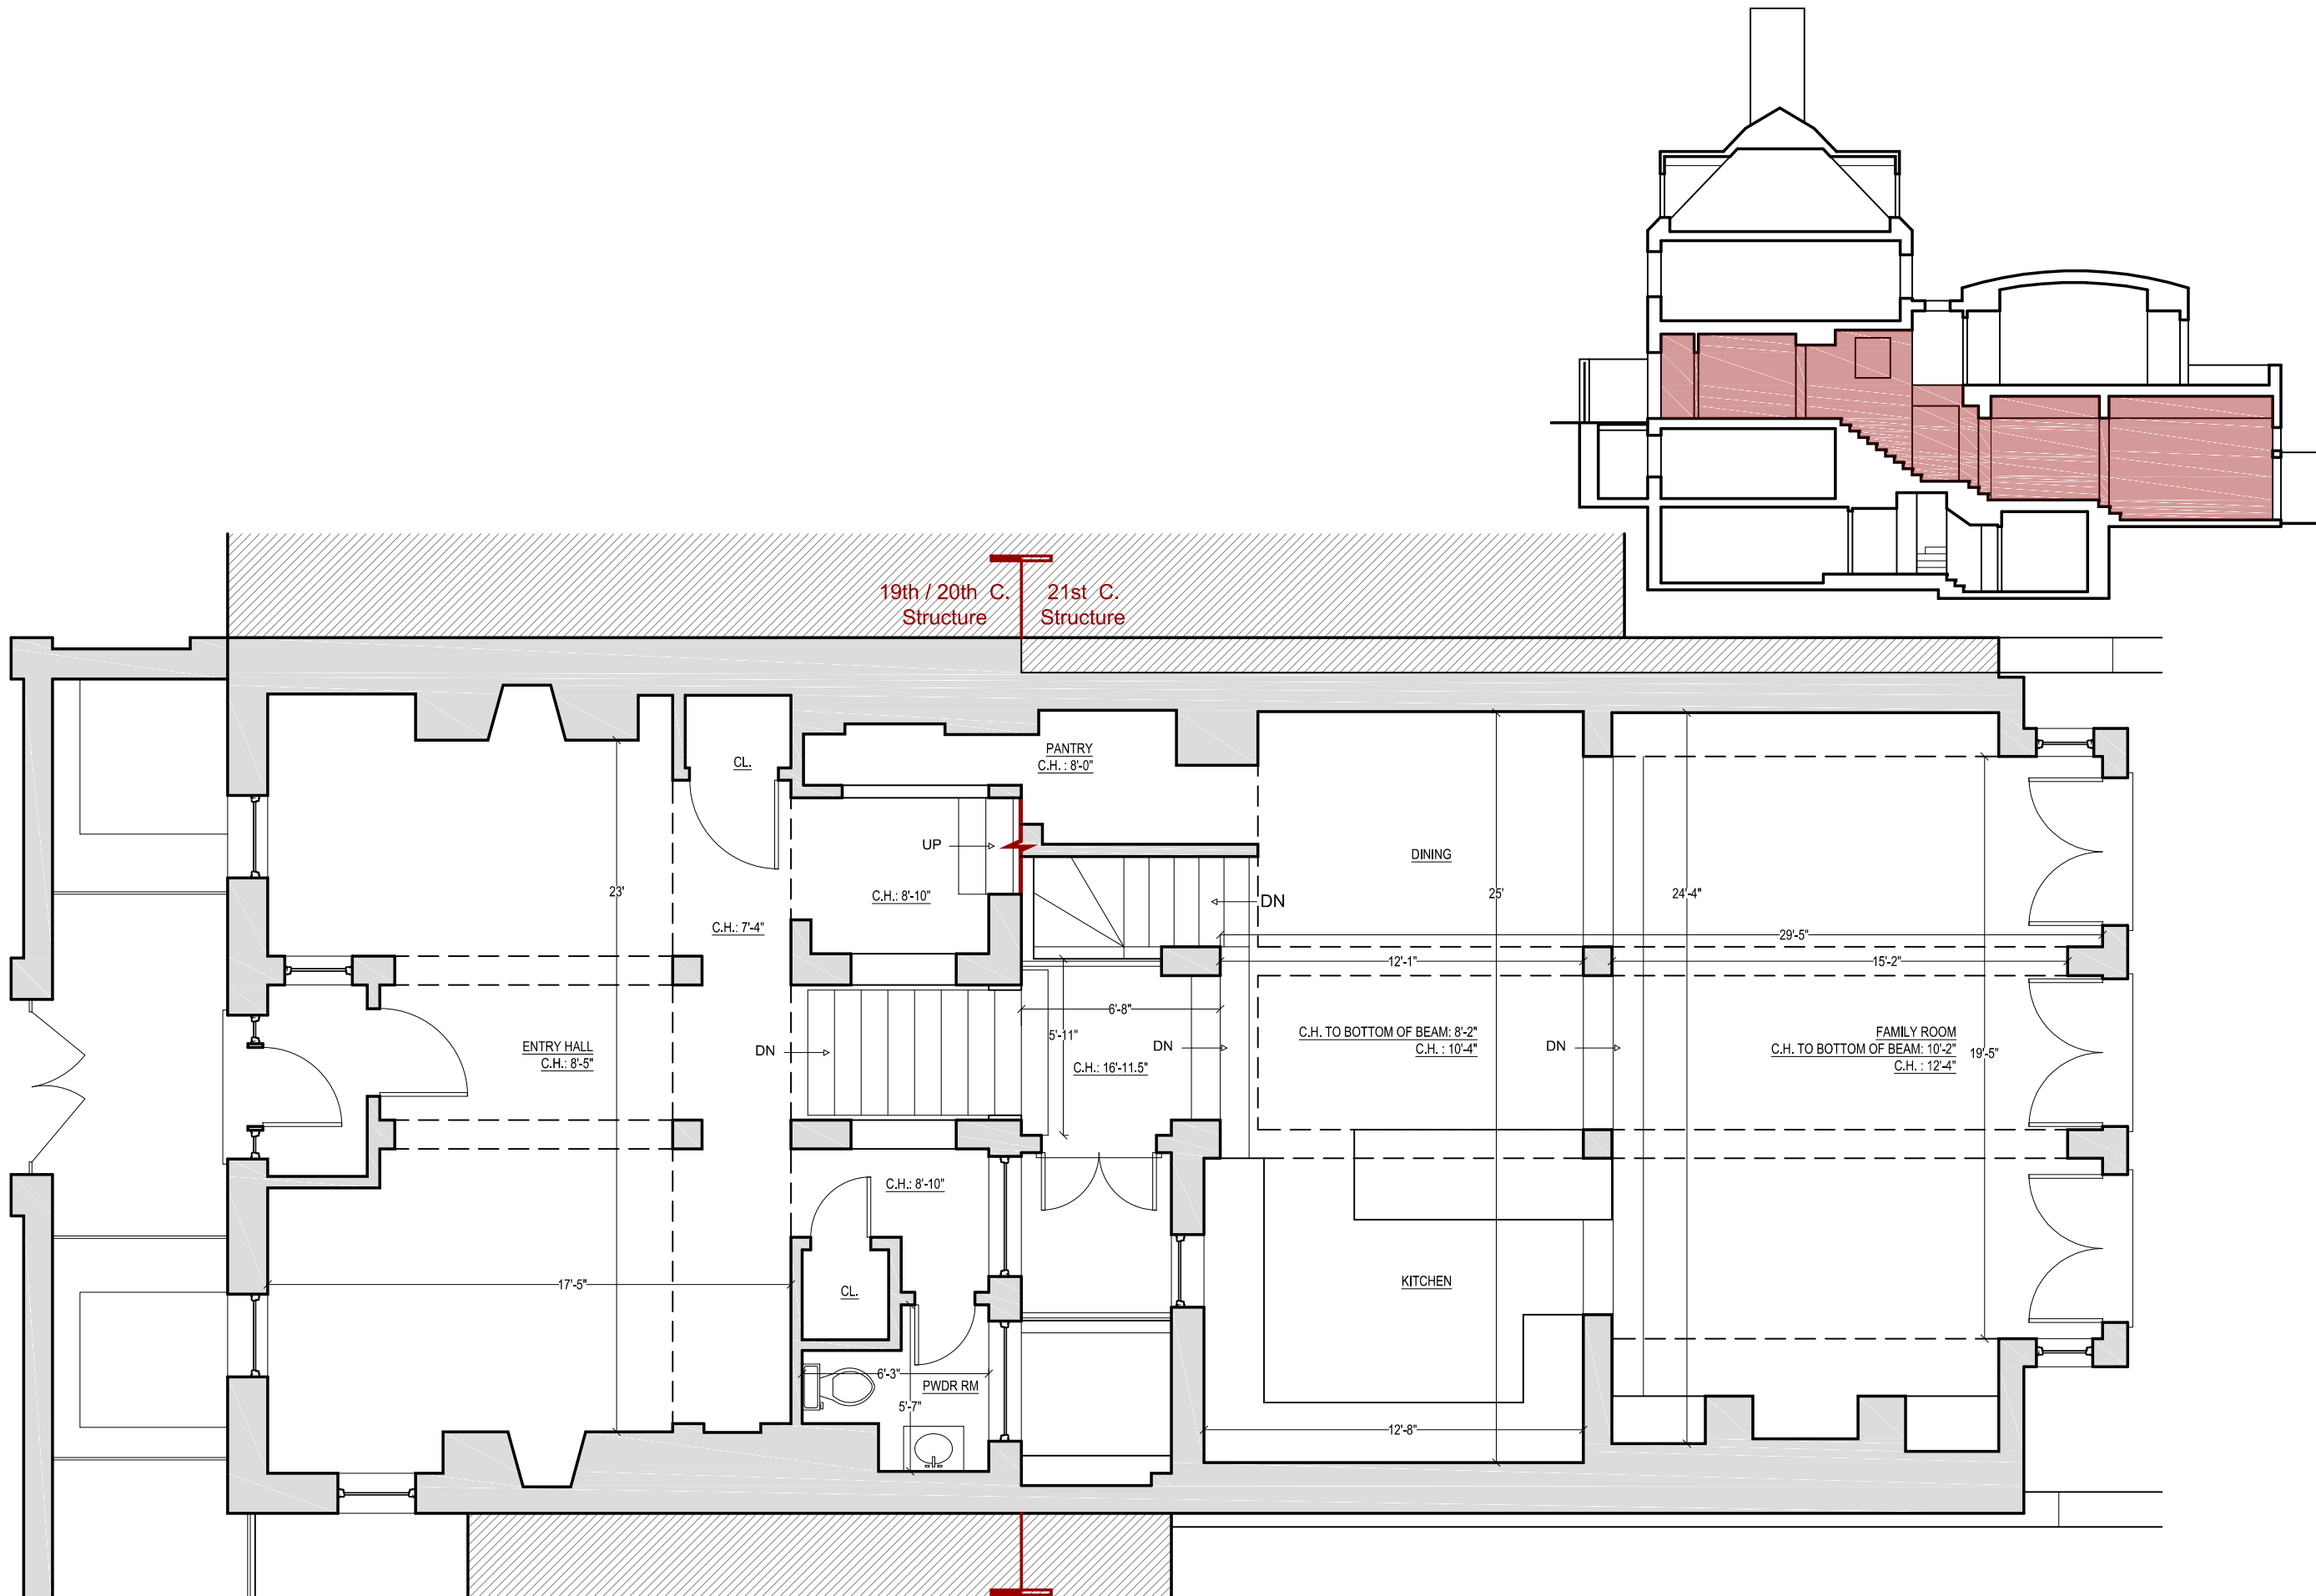 19th / 20th C.
Structure
21st C.
Structure
PANTRY
C.H. : 8'-0"
CL.
UP
DINING
23'
C.H.: 8'-10"
25'
24'-4"
DN
C.H.: 7'-4"
29'-5"
12'-1"
15'-2"
6'-8"
5'-11"
ENTRY HALL
C.H.: 8'-5"
DN
DN
C.H. TO BOTTOM OF BEAM: 8'-2"
C.H. : 10'-4"
DN
FAMILY ROOM
C.H. TO BOTTOM OF BEAM: 10'-2"
C.H. : 12'-4"
19'-5"
C.H.: 16'-11.5"
C.H.: 8'-10"
17'-5"
CL.
KITCHEN
6'-3"
PWDR RM
5'-7"
12'-8"